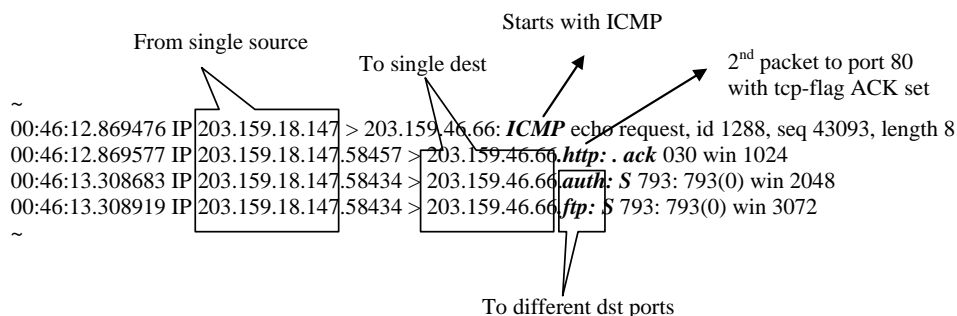 Starts with ICMP
From single source
To single dest
2nd packet to port 80
with tcp-flag ACK set
~
00:46:12.869476 IP 203.159.18.147 > 203.159.46.66: ICMP echo request, id 1288, seq 43093, length 8
00:46:12.869577 IP 203.159.18.147.58457 > 203.159.46.66.http: . ack 030 win 1024
00:46:13.308683 IP 203.159.18.147.58434 > 203.159.46.66.auth: S 793: 793(0) win 2048
00:46:13.308919 IP 203.159.18.147.58434 > 203.159.46.66.ftp: S 793: 793(0) win 3072
~
To different dst ports